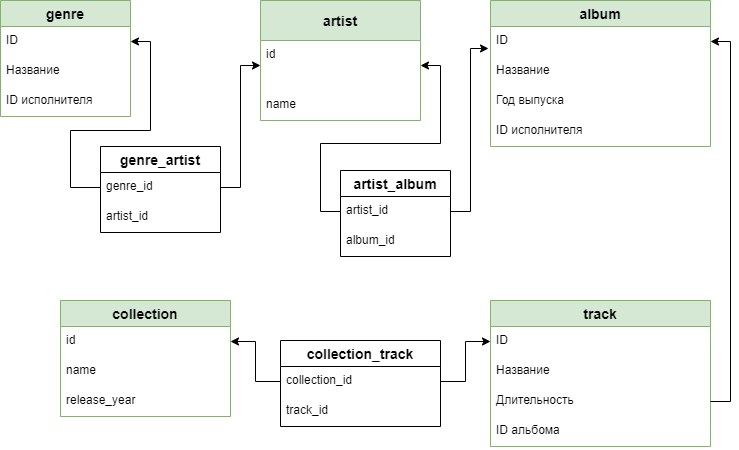 genre
ID
Название
ID исполнителя
artist
id
name
album
ID
Название
Год выпуска
ID исполнителя
genre_artist
genre_id
artist_id
artist_album
artist_id
album_id
collection
id
name
release_year
collection_track
collection_id
track_id
track
ID
Название
Длительность
ID альбома